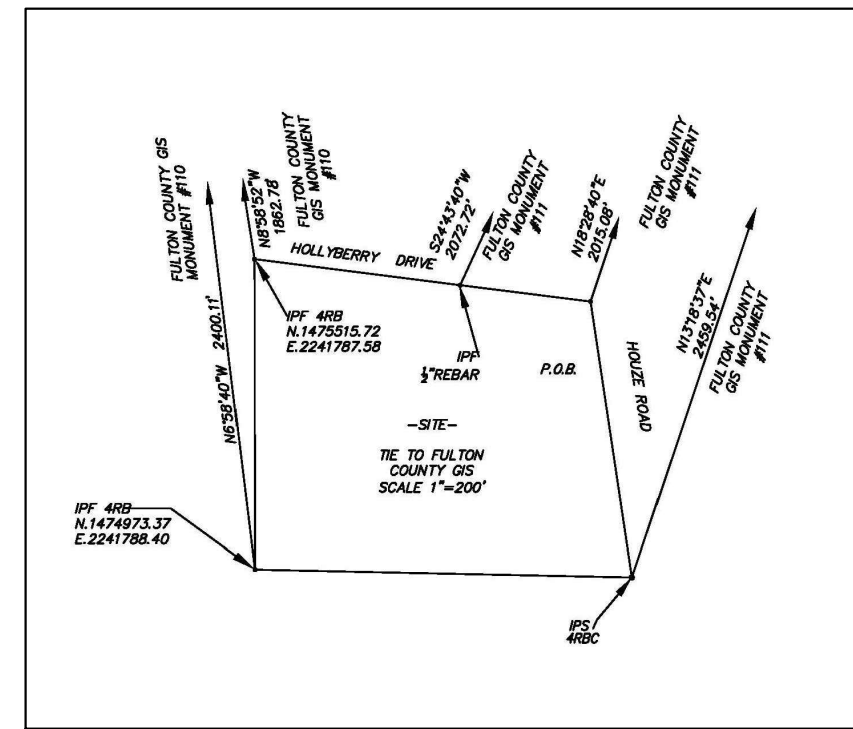 FULTON COUNTY GIS
MONUMENT #110
N6°58'40"W 2400.11'
N8°58'52"W
1862.78'
FULTON COUNTY
GIS MONUMENT
#110
HOLLYBERRY DRIVE
S24°43'40"W
2072.72'
FULTON COUNTY
GIS MONUMENT
#111
N18°28'40"E
2015.08'
FULTON COUNTY
GIS MONUMENT
#111
N13°18'37"E
2459.54'
FULTON COUNTY
GIS MONUMENT
#111
IPF 4RB
N.1475515.72
E.2241787.58
IPF
½"REBAR
P.O.B.
HOUZE ROAD
-SITE-
TIE TO FULTON
COUNTY GIS
SCALE 1"=200'
IPF 4RB
N.1474973.37
E.2241788.40
IPS
4RBC